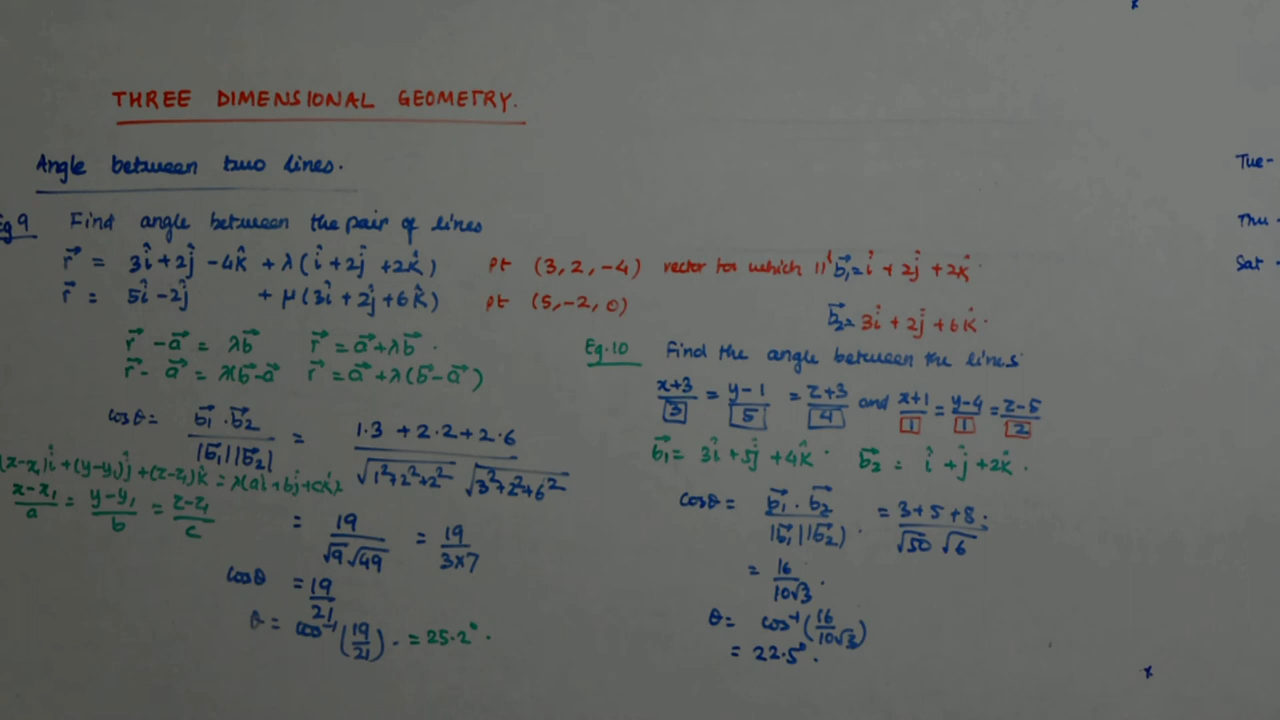 THREE DIMENSIONAL GEOMETRY.
Angle between two lines.
Eg 9 Find angle between the pair of lines
r⃗ = 3î + 2ĵ - 4k̂ + λ(î + 2ĵ + 2k̂) pt (3, 2, -4) vector to which 11' b⃗₁ = î + 2ĵ + 2k̂.
r⃗ = 5î - 2ĵ + μ(3î + 2ĵ + 6k̂) pt (5, -2, 0)
b⃗₂ = 3î + 2ĵ + 6k̂.
r⃗ - a⃗ = λb⃗ r⃗ = a⃗ + λb⃗.
r⃗ - a⃗ = λb⃗ - a⃗ r⃗ = a⃗ + λ(b⃗ - a⃗)
cosθ = b⃗₁ · b⃗₂ / |b⃗₁||b⃗₂| = 1.3 + 2.2 + 2.6 / √1²+2²+2² √3²+2²+6²
(x-x₁)î + (y-y₁)ĵ + (z-z₁)k̂ = λ(aî + bĵ + ck̂)
x-x₁/a = y-y₁/b = z-z₁/c
= 19/√9√49 = 19/3×7
cosθ = 19/21
θ = cos⁻¹(19/21). = 25.2°.
Eg.10 Find the angle between the lines
x+3/3 = y-1/5 = z+3/4 and x+1/1 = y-4/1 = z-5/2
b⃗₁ = 3î + 5ĵ + 4k̂. b⃗₂ = î + ĵ + 2k̂.
cosθ = b⃗₁ · b⃗₂ / |b⃗₁||b⃗₂|. = 3+5+8. / √50 √6
= 16/10√3.
θ = cos⁻¹(16/10√3)
= 22.5°.
Tue-
Thu -
Sat -